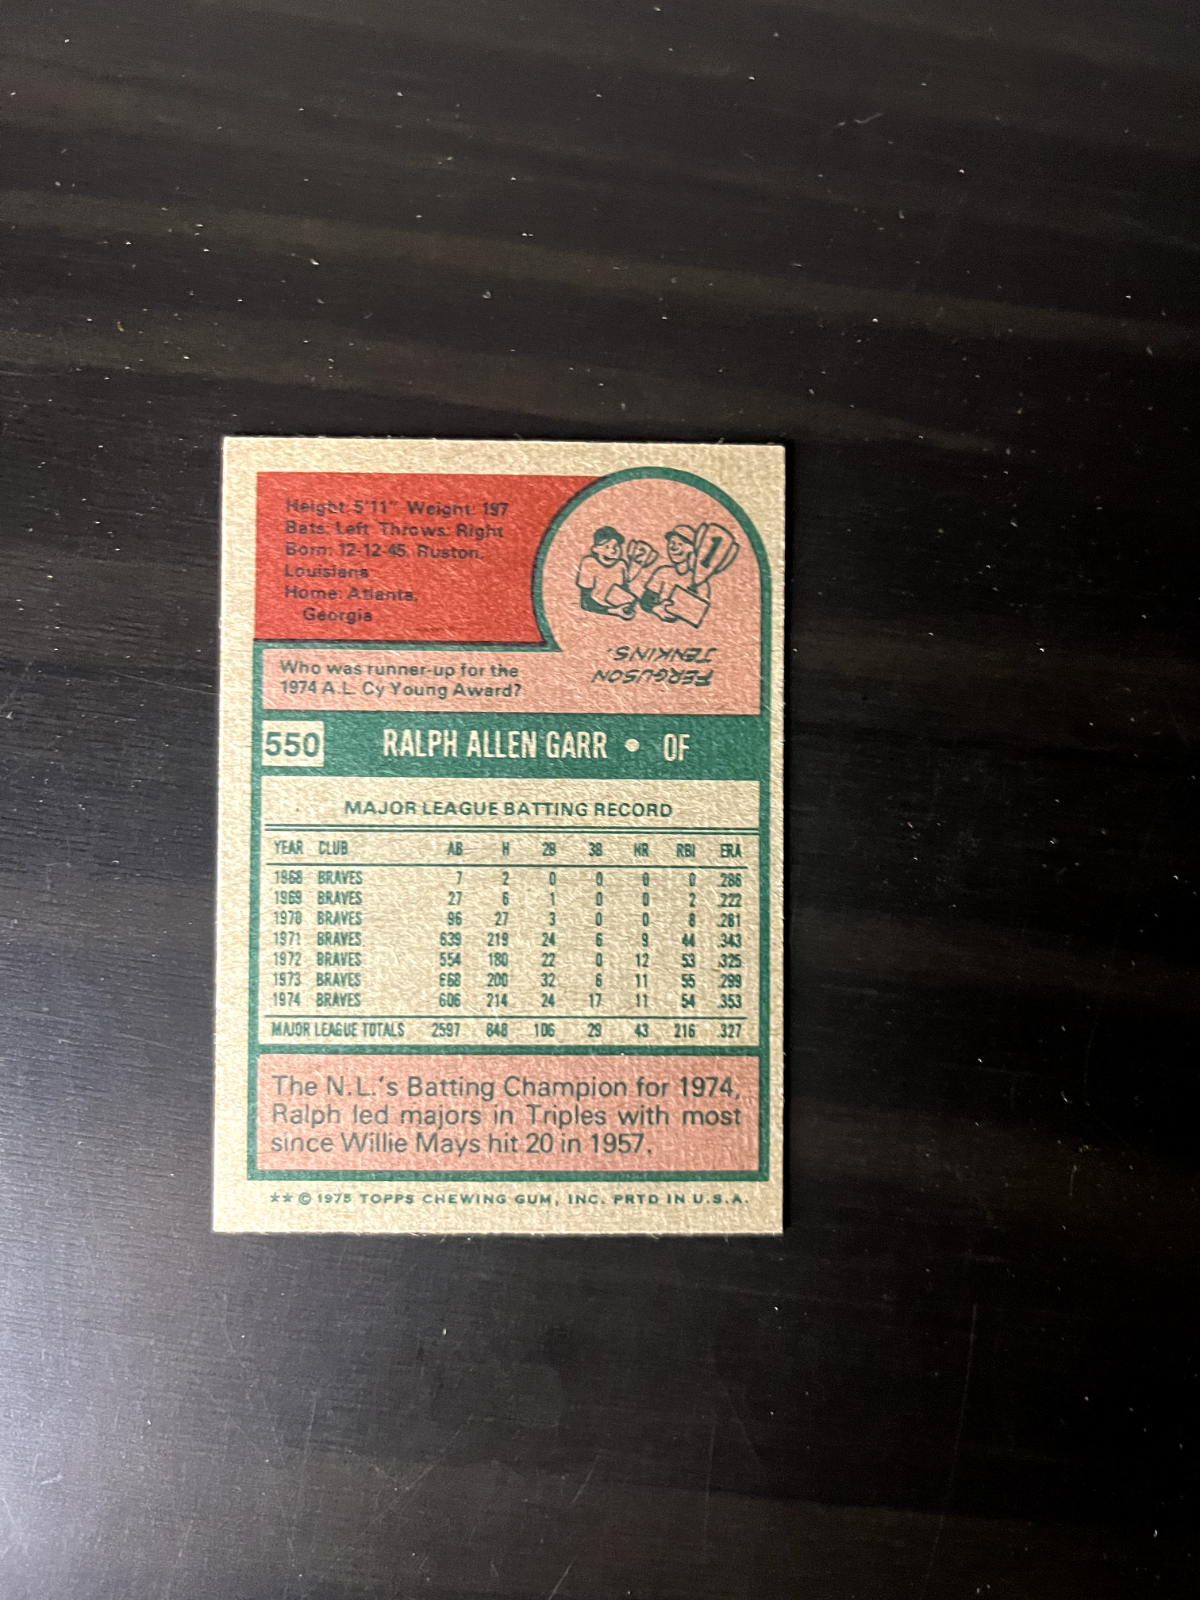 Height: 5'11" Weight: 197
Bats: Left Throws: Right
Born: 12-12-45, Ruston,
Louisiana
Home: Atlanta,
Georgia
2
1
FERGUSON
JENKINS.
Who was runner-up for the
1974 A.L. Cy Young Award?
550 RALPH ALLEN GARR • OF
MAJOR LEAGUE BATTING RECORD
YEAR CLUB AB H 2B 3B HR RBI ERA
1968 BRAVES 7 2 0 0 0 0 .286
1969 BRAVES 27 6 1 0 0 2 .222
1970 BRAVES 96 27 3 0 0 8 .281
1971 BRAVES 639 219 24 6 9 44 .343
1972 BRAVES 554 180 22 0 12 53 .325
1973 BRAVES 668 200 32 6 11 55 .299
1974 BRAVES 606 214 24 17 11 54 .353
MAJOR LEAGUE TOTALS 2597 848 106 29 43 216 .327
The N.L.'s Batting Champion for 1974,
Ralph led majors in Triples with most
since Willie Mays hit 20 in 1957.
** © 1975 TOPPS CHEWING GUM, INC. PRTD IN U.S.A.